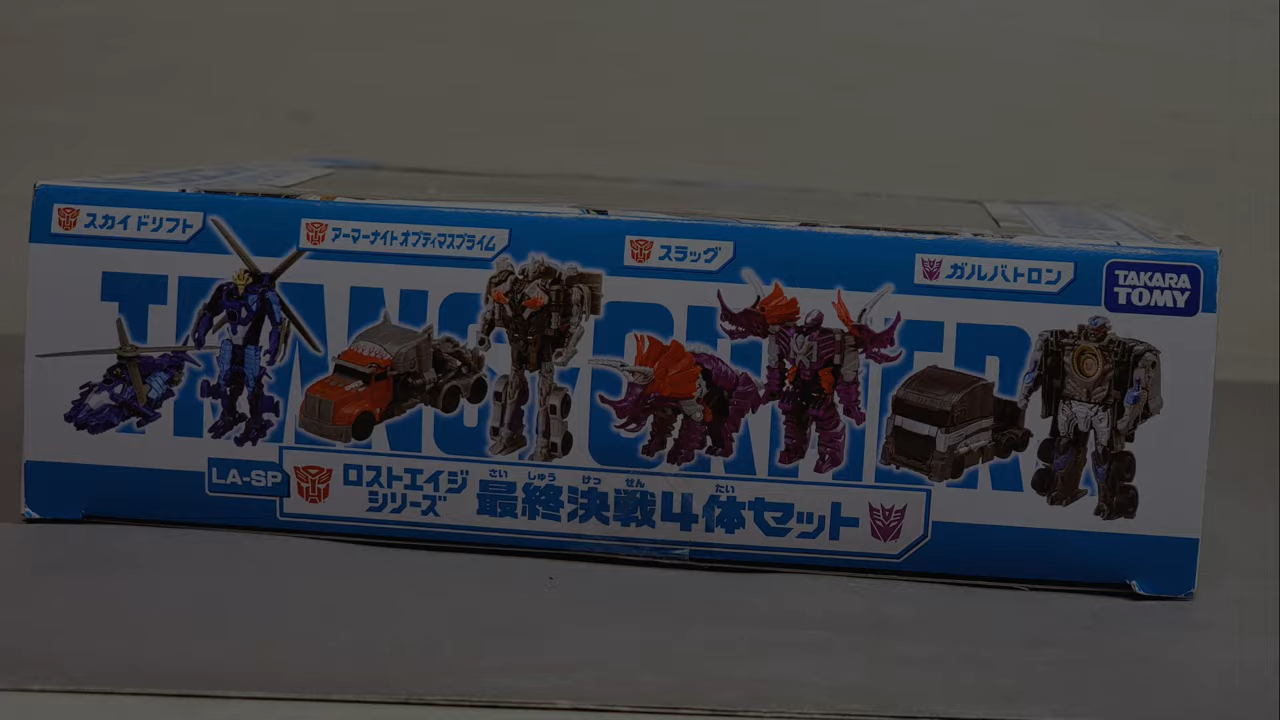 スカイドリフト
アーマーナイト オプティマスプライム
スラッグ
ガルバトロン
TAKARA
TOMY
TRANSFORMERS
LA-SP
ロストエイジ
シリーズ
さい しゅう けっ せん たい
最終決戦4体セット